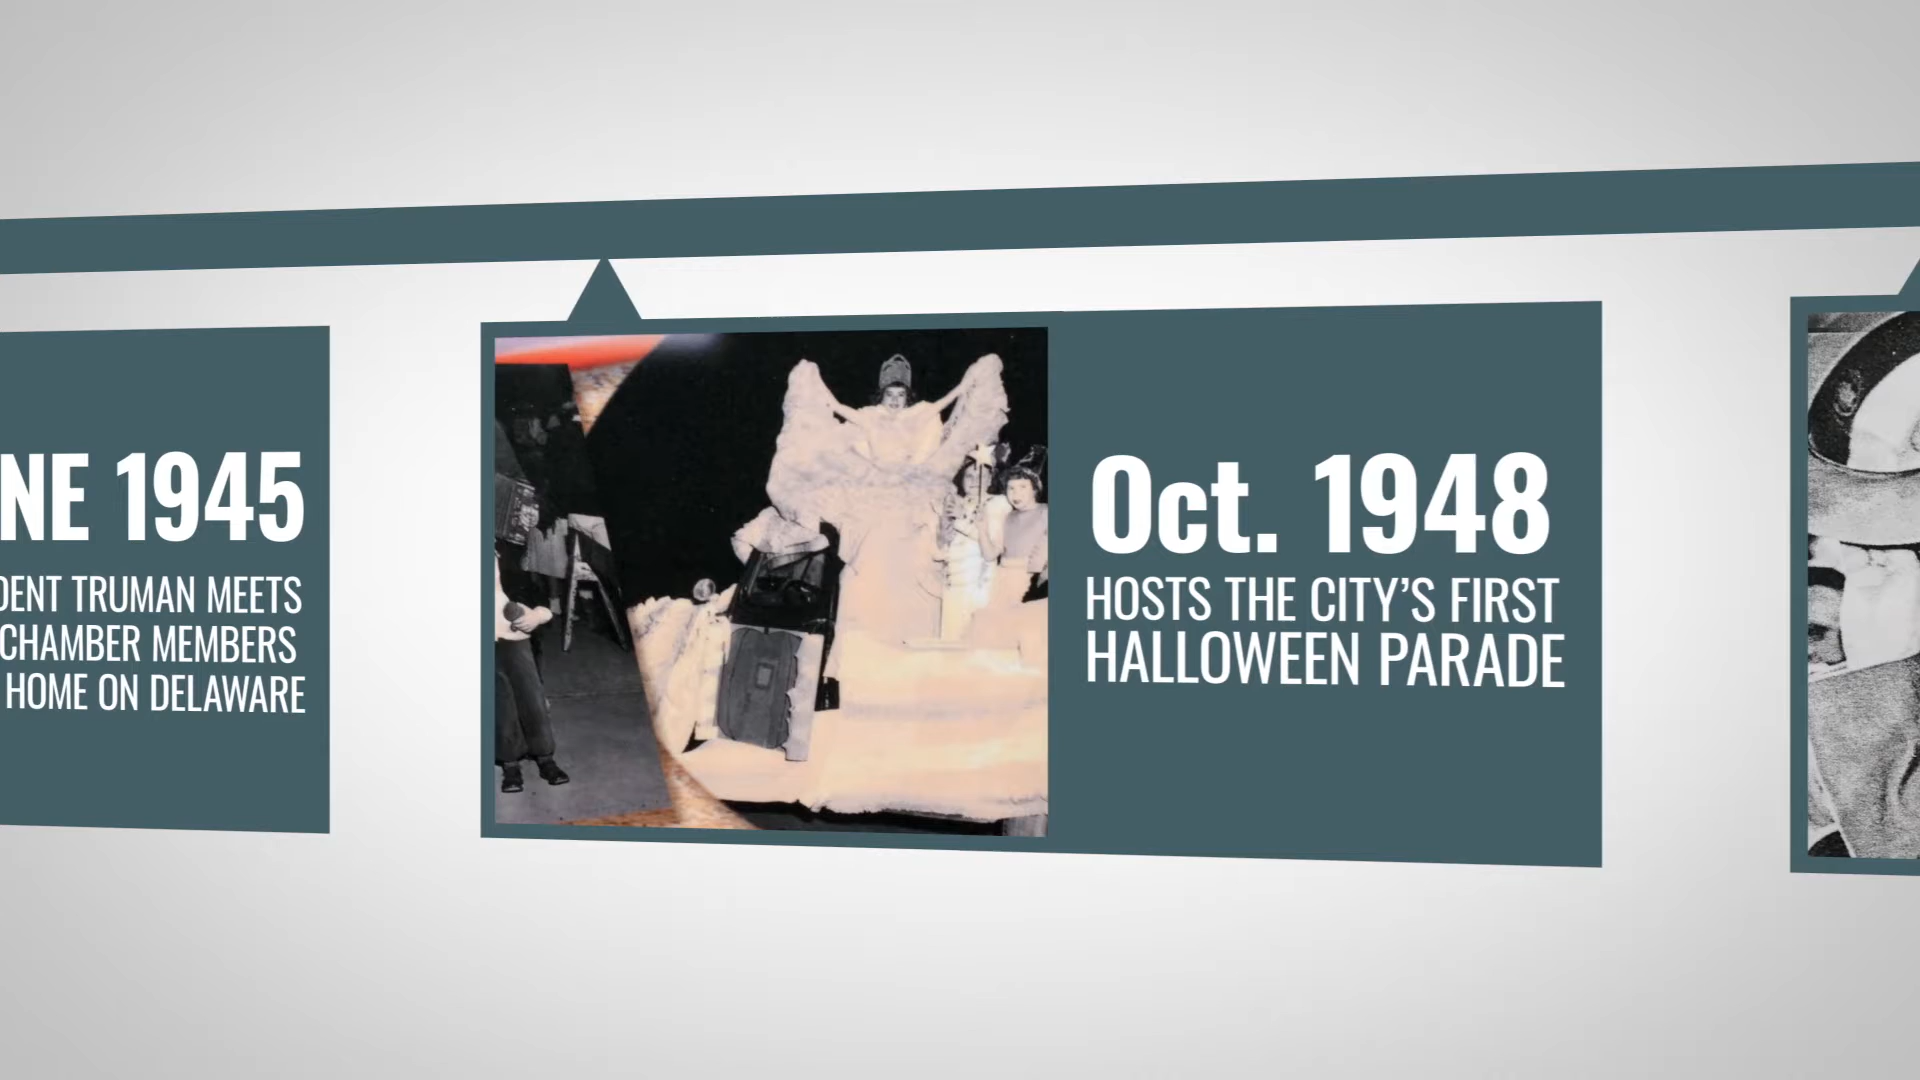 NE 1945
DENT TRUMAN MEETS
CHAMBER MEMBERS
HOME ON DELAWARE
Oct. 1948
HOSTS THE CITY’S FIRST
HALLOWEEN PARADE